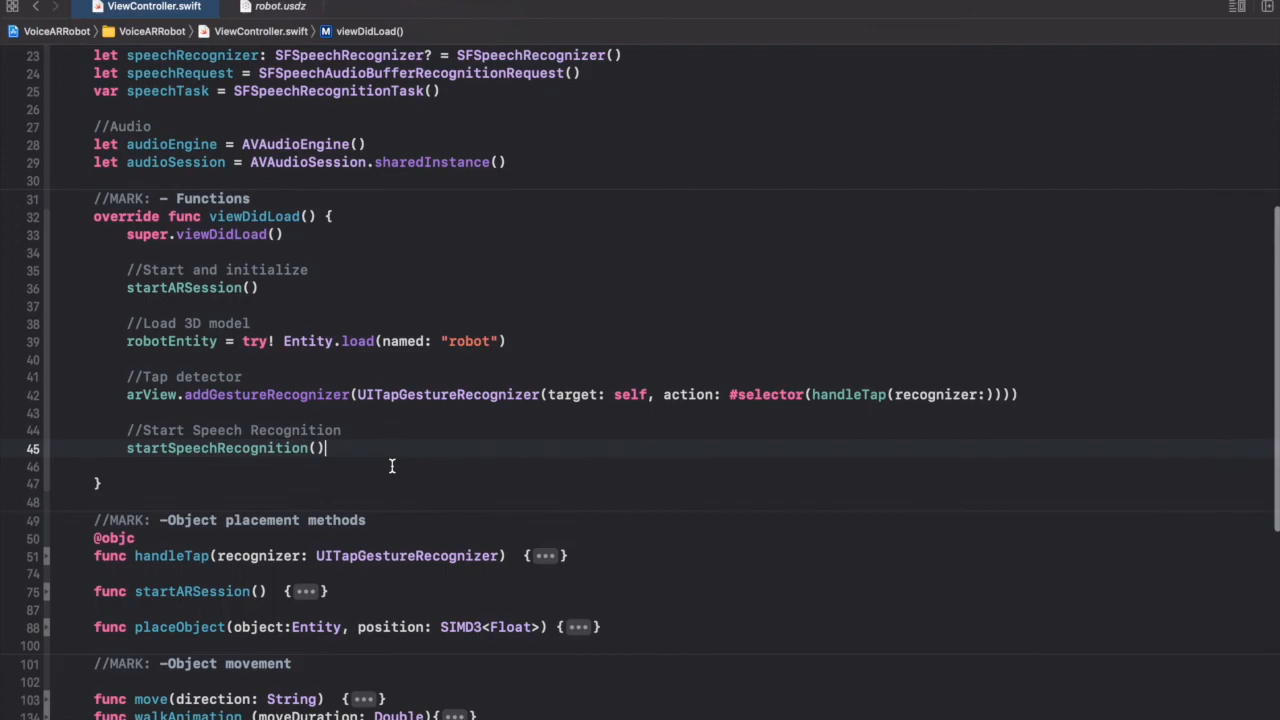 ViewController.swift
robot.usdz
VoiceARRobot
VoiceARRobot
ViewController.swift
M
viewDidLoad()
23 let speechRecognizer: SFSpeechRecognizer? = SFSpeechRecognizer()
24 let speechRequest = SFSpeechAudioBufferRecognitionRequest()
25 var speechTask = SFSpeechRecognitionTask()
26
27 //Audio
28 let audioEngine = AVAudioEngine()
29 let audioSession = AVAudioSession.sharedInstance()
30
31 //MARK: - Functions
32 override func viewDidLoad() {
33 super.viewDidLoad()
34
35 //Start and initialize
36 startARSession()
37
38 //Load 3D model
39 robotEntity = try! Entity.load(named: "robot")
40
41 //Tap detector
42 arView.addGestureRecognizer(UITapGestureRecognizer(target: self, action: #selector(handleTap(recognizer:))))
43
44 //Start Speech Recognition
45 startSpeechRecognition()
46
47 }
48
49 //MARK: -Object placement methods
50 @objc
51 func handleTap(recognizer: UITapGestureRecognizer) {•••}
74
75 func startARSession() {•••}
87
88 func placeObject(object:Entity, position: SIMD3<Float>) {•••}
100
101 //MARK: -Object movement
102
103 func move(direction: String) {•••}
134 func walkAnimation (moveDuration: Double){•••}